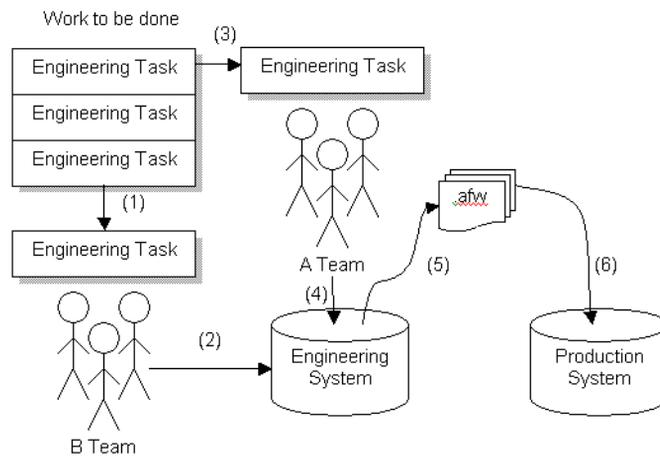 Work to be done
(3)
Engineering Task
Engineering Task
Engineering Task
Engineering Task
(1)
Engineering Task
A Team
.afw
(5)
(6)
(4)
(2)
Engineering
System
Production
System
B Team